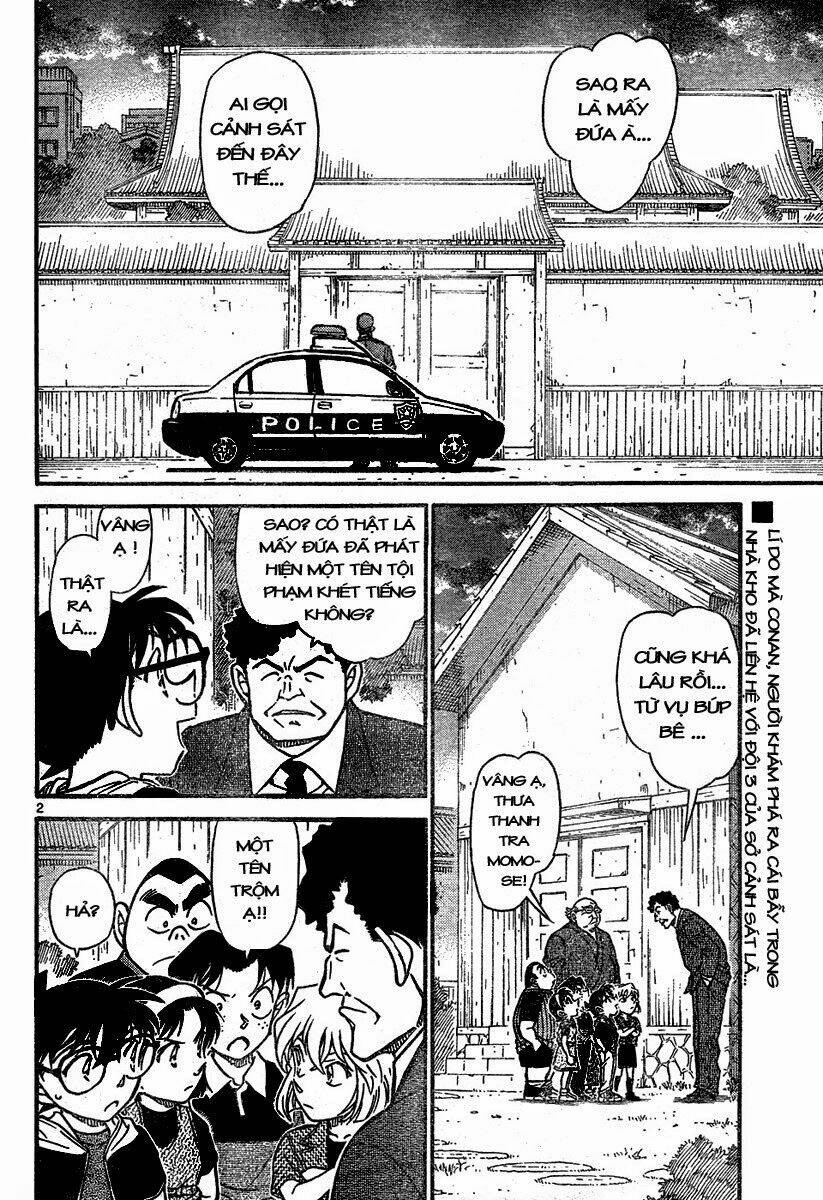 SAO, RA
LÀ MẤY
ĐỨA À...
AI GỌI
CẢNH SÁT
ĐẾN ĐÂY
THẾ...
POLICE
LÍ DO MÀ CONAN, NGƯỜI KHÁM PHÁ RA CÁI BẪY TRONG
NHÀ KHO ĐÃ LIÊN HỆ VỚI ĐỘI 3 CỦA SỞ CẢNH SÁT LÀ...
CŨNG KHÁ
LÂU RỒI...
TỪ VỤ BÚP
BÊ ...
VÂNG Ạ,
THƯA
THANH
TRA
MOMO-
SE!
SAO? CÓ THẬT LÀ
MẤY ĐỨA ĐÃ PHÁT
HIỆN MỘT TÊN TỘI
PHẠM KHÉT TIẾNG
KHÔNG?
VÂNG
Ạ !
THẬT
RA
LÀ...
2
MỘT
TÊN
TRỘM
Ạ!!
HẢ?